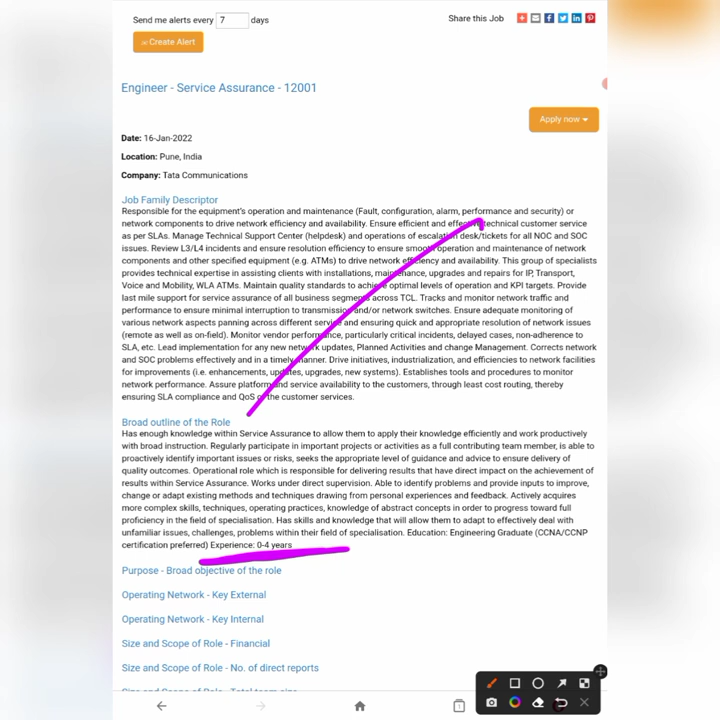 Send me alerts every 7 days
Share this Job
Create Alert
Engineer - Service Assurance - 12001
Apply now
Date: 16-Jan-2022
Location: Pune, India
Company: Tata Communications
Job Family Descriptor
Responsible for the equipment's operation and maintenance (Fault, configuration, alarm, performance and security) or
network components to drive network efficiency and availability. Ensure efficient and effective technical customer service
as per SLAs. Manage Technical Support Center (helpdesk) and operations of escalation desk/tickets for all NOC and SOC
issues. Review L3/L4 incidents and ensure resolution efficiency to ensure smooth operation and maintenance of network
components and other specified equipment (e.g. ATMs) to drive network efficiency and availability. This group of specialists
provides technical expertise in assisting clients with installations, maintenance, upgrades and repairs for IP, Transport,
Voice and Mobility, WLA ATMs. Maintain quality standards to achieve optimal levels of operation and KPI targets. Provide
last mile support for service assurance of all business segments across TCL. Tracks and monitor network traffic and
performance to ensure minimal interruption to transmission and/or network switches. Ensure adequate monitoring of
various network aspects panning across different service and ensuring quick and appropriate resolution of network issues
(remote as well as on-field). Monitor vendor performance, particularly critical incidents, delayed cases, non-adherence to
SLA, etc. Lead implementation for any new network updates, Planned Activities and change Management. Corrects network
and SOC problems effectively and in a timely manner. Drive initiatives, industrialization, and efficiencies to network facilities
for improvements (i.e. enhancements, updates, upgrades, new systems). Establishes tools and procedures to monitor
network performance. Assure platform and service availability to the customers, through least cost routing, thereby
ensuring SLA compliance and QoS of the customer services.
Broad outline of the Role
Has enough knowledge within Service Assurance to allow them to apply their knowledge efficiently and work productively
with broad instruction. Regularly participate in important projects or activities as a full contributing team member, is able to
proactively identify important issues or risks, seeks the appropriate level of guidance and advice to ensure delivery of
quality outcomes. Operational role which is responsible for delivering results that have direct impact on the achievement of
results within Service Assurance. Works under direct supervision. Able to identify problems and provide inputs to improve,
change or adapt existing methods and techniques drawing from personal experiences and feedback. Actively acquires
more complex skills, techniques, operating practices, knowledge of abstract concepts in order to progress toward full
proficiency in the field of specialisation. Has skills and knowledge that will allow them to adapt to effectively deal with
unfamiliar issues, challenges, problems within their field of specialisation. Education: Engineering Graduate (CCNA/CCNP
certification preferred) Experience: 0-4 years
Purpose - Broad objective of the role
Operating Network - Key External
Operating Network - Key Internal
Size and Scope of Role - Financial
Size and Scope of Role - No. of direct reports
Size and Scope of Role - Total team size
1